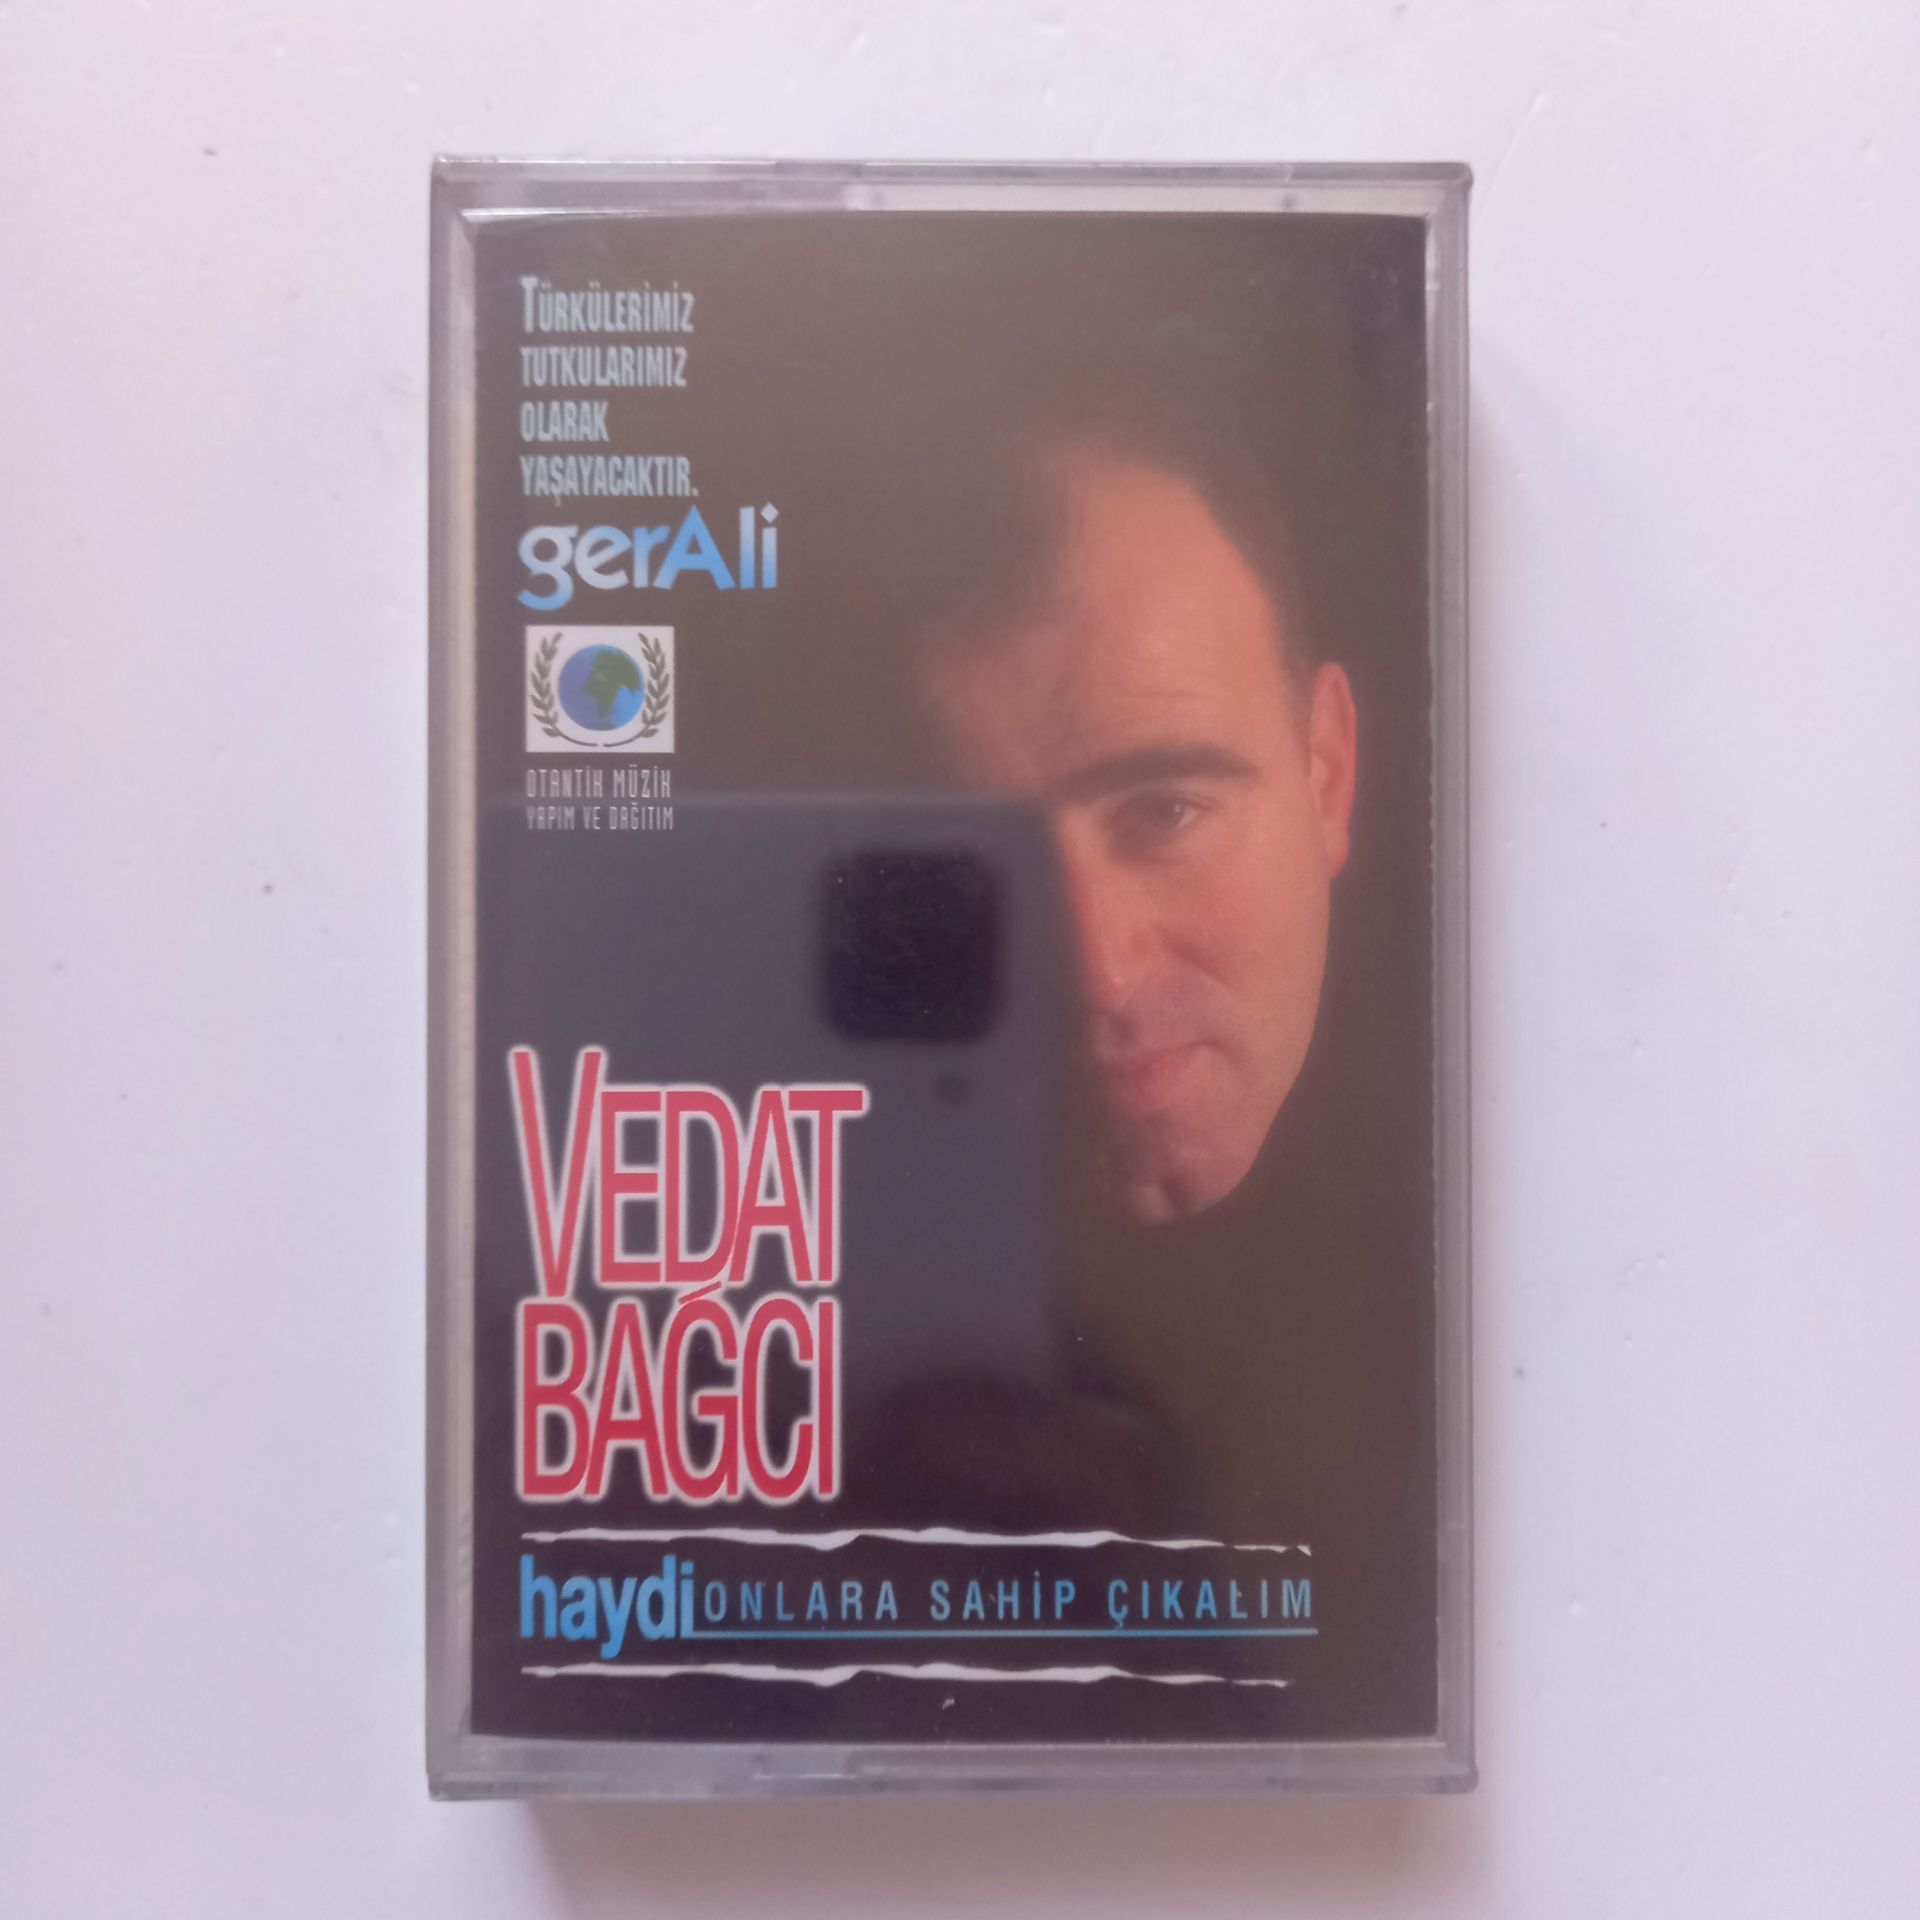 TÜRKÜLERİMİZ
TUTKULARIMIZ
OLARAK
YAŞAYACAKTIR.
gerAli
OTANTİK MÜZİK
YAPIM VE DAĞITIM
VEDAT
BAĞCI
haydi ONLARA SAHİP ÇIKALIM